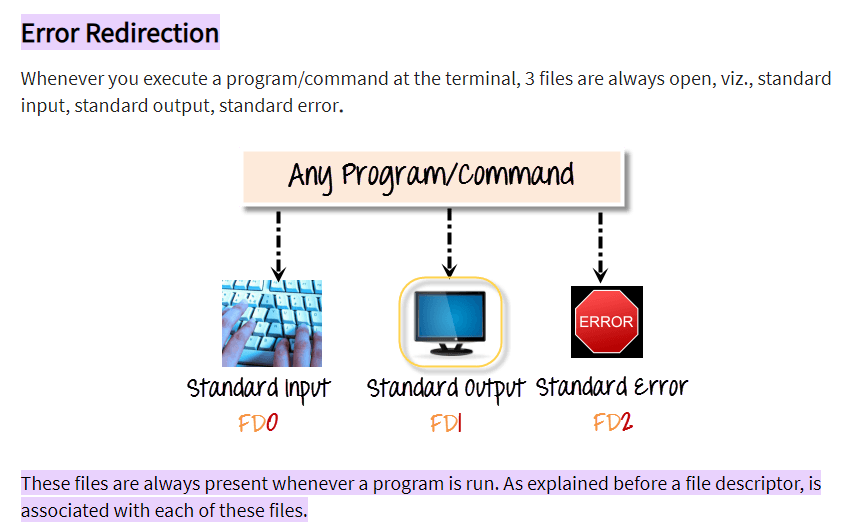 Error Redirection
Whenever you execute a program/command at the terminal, 3 files are always open, viz., standard
input, standard output, standard error.
Any Program/Command
ERROR
Standard Input Standard Output Standard Error
FD0 FD1 FD2
These files are always present whenever a program is run. As explained before a file descriptor, is
associated with each of these files.